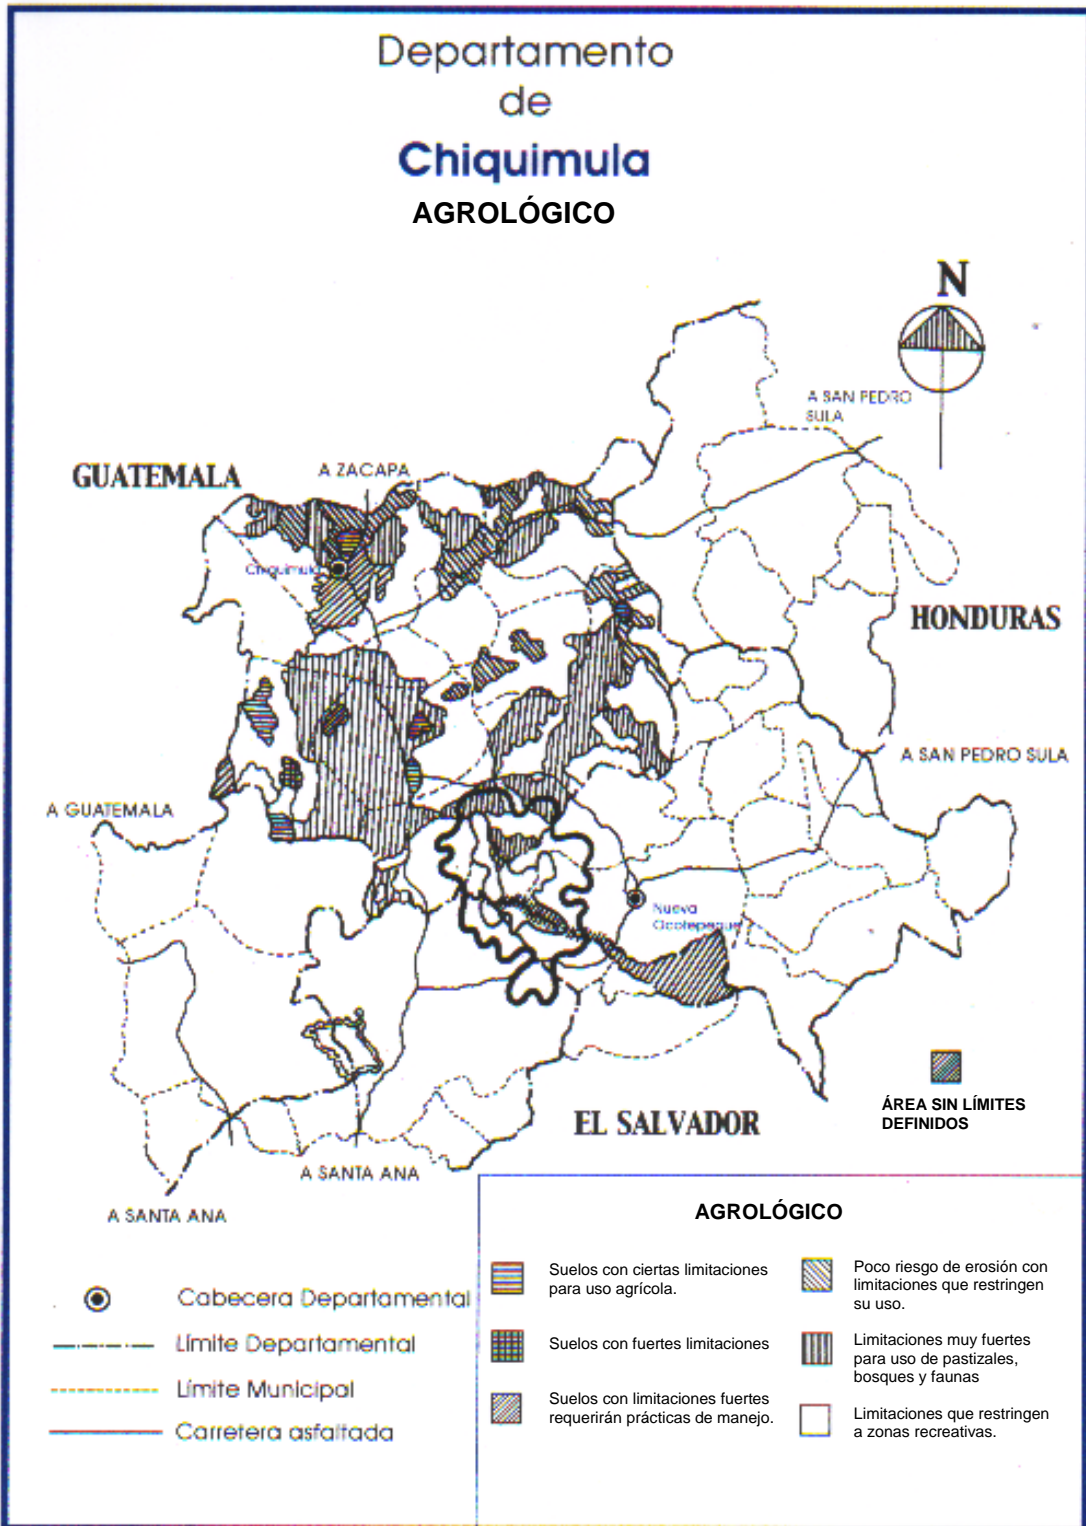 Departamento
de
Chiquimula
AGROLÓGICO
N
A SAN PEDRO
SULA
GUATEMALA
A ZACAPA
Chiquimula
HONDURAS
A SAN PEDRO SULA
A GUATEMALA
Nueva
Ocotepeque
ÁREA SIN LÍMITES
DEFINIDOS
EL SALVADOR
A SANTA ANA
A SANTA ANA
Cabecera Departamental
Límite Departamental
Límite Municipal
Carretera asfaltada
AGROLÓGICO
Suelos con ciertas limitaciones
para uso agrícola.
Suelos con fuertes limitaciones
Suelos con limitaciones fuertes
requerirán prácticas de manejo.
Poco riesgo de erosión con
limitaciones que restringen
su uso.
Limitaciones muy fuertes
para uso de pastizales,
bosques y faunas
Limitaciones que restringen
a zonas recreativas.